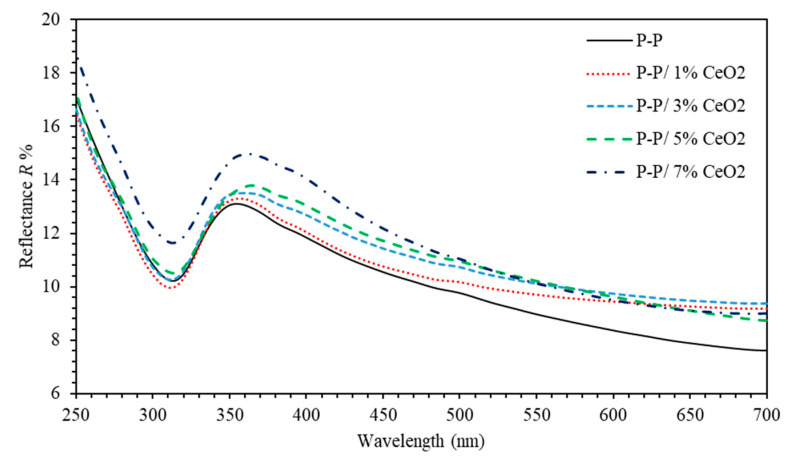 20
18
16
14
12
10
8
6
Reflectance R %
P-P
P-P/ 1% CeO2
P-P/ 3% CeO2
P-P/ 5% CeO2
P-P/ 7% CeO2
250 300 350 400 450 500 550 600 650 700
Wavelength (nm)